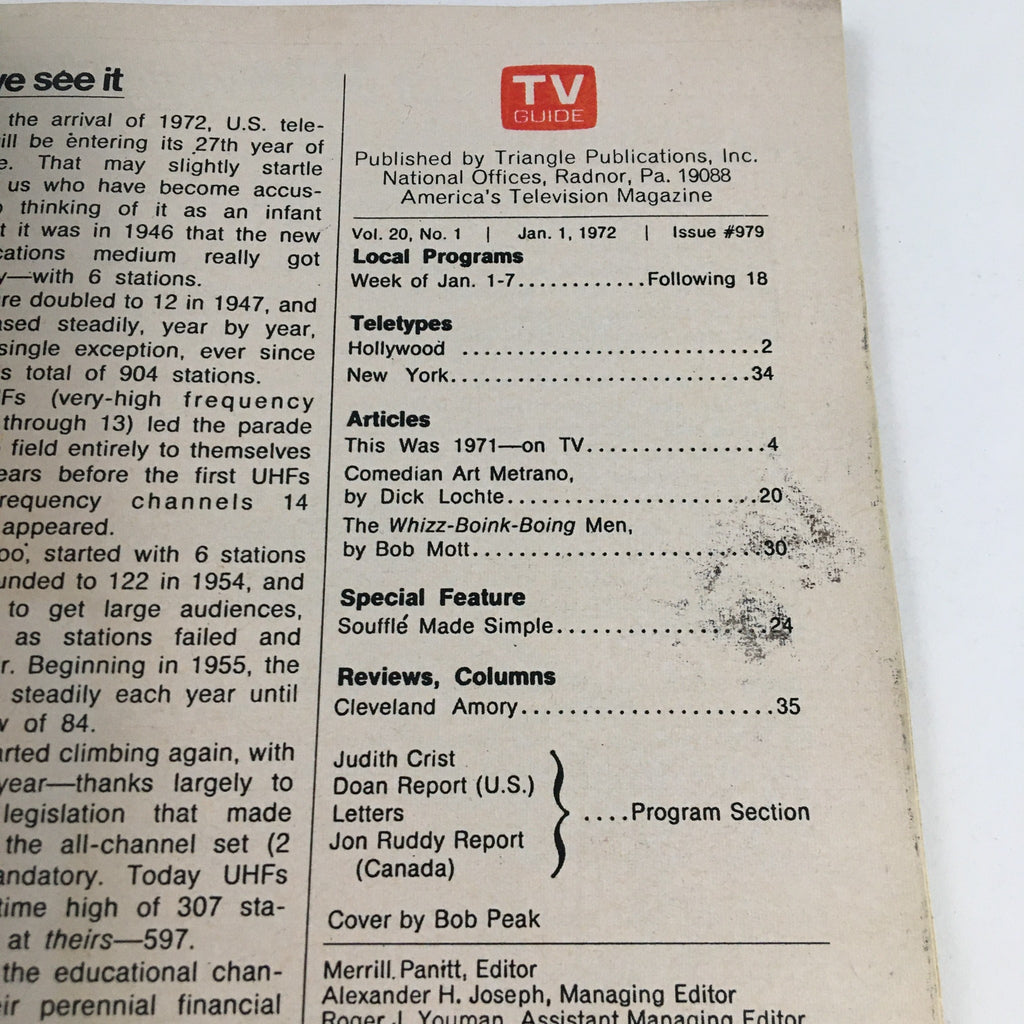 we see it
the arrival of 1972, U.S. tele-
ill be entering its 27th year of
e. That may slightly startle
us who have become accus-
o thinking of it as an infant
t it was in 1946 that the new
cations medium really got
y—with 6 stations.
re doubled to 12 in 1947, and
ased steadily, year by year,
single exception, ever since
s total of 904 stations.
Fs (very-high frequency
through 13) led the parade
field entirely to themselves
ears before the first UHFs
requency channels 14
appeared.
oo, started with 6 stations
unded to 122 in 1954, and
to get large audiences,
as stations failed and
r. Beginning in 1955, the
steadily each year until
w of 84.
arted climbing again, with
year—thanks largely to
legislation that made
the all-channel set (2
andatory. Today UHFs
time high of 307 sta-
at theirs—597.
the educational chan-
eir perennial financial
TV
GUIDE
Published by Triangle Publications, Inc.
National Offices, Radnor, Pa. 19088
America's Television Magazine
Vol. 20, No. 1 | Jan. 1, 1972 | Issue #979
Local Programs
Week of Jan. 1-7............Following 18
Teletypes
Hollywood .........................2
New York.........................34
Articles
This Was 1971—on TV...............4
Comedian Art Metrano,
by Dick Lochte.....................20
The Whizz-Boink-Boing Men,
by Bob Mott........................30
Special Feature
Soufflé Made Simple.................24
Reviews, Columns
Cleveland Amory.....................35
Judith Crist
Doan Report (U.S.)
Letters
Jon Ruddy Report
(Canada)
....Program Section
Cover by Bob Peak
Merrill Panitt, Editor
Alexander H. Joseph, Managing Editor
Roger J. Youman, Assistant Managing Editor